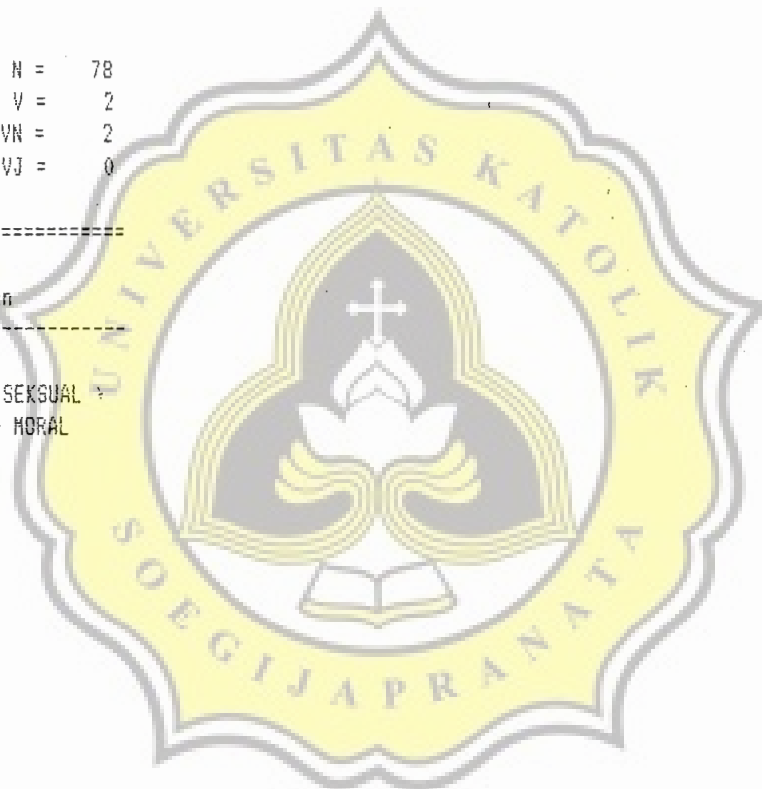 N = 78
V = 2
VN = 2
VJ = 0
============
n
------------
SEKSUAL
MORAL
UNIVERSITAS KATOLIK
SOEGIJAPRANATA